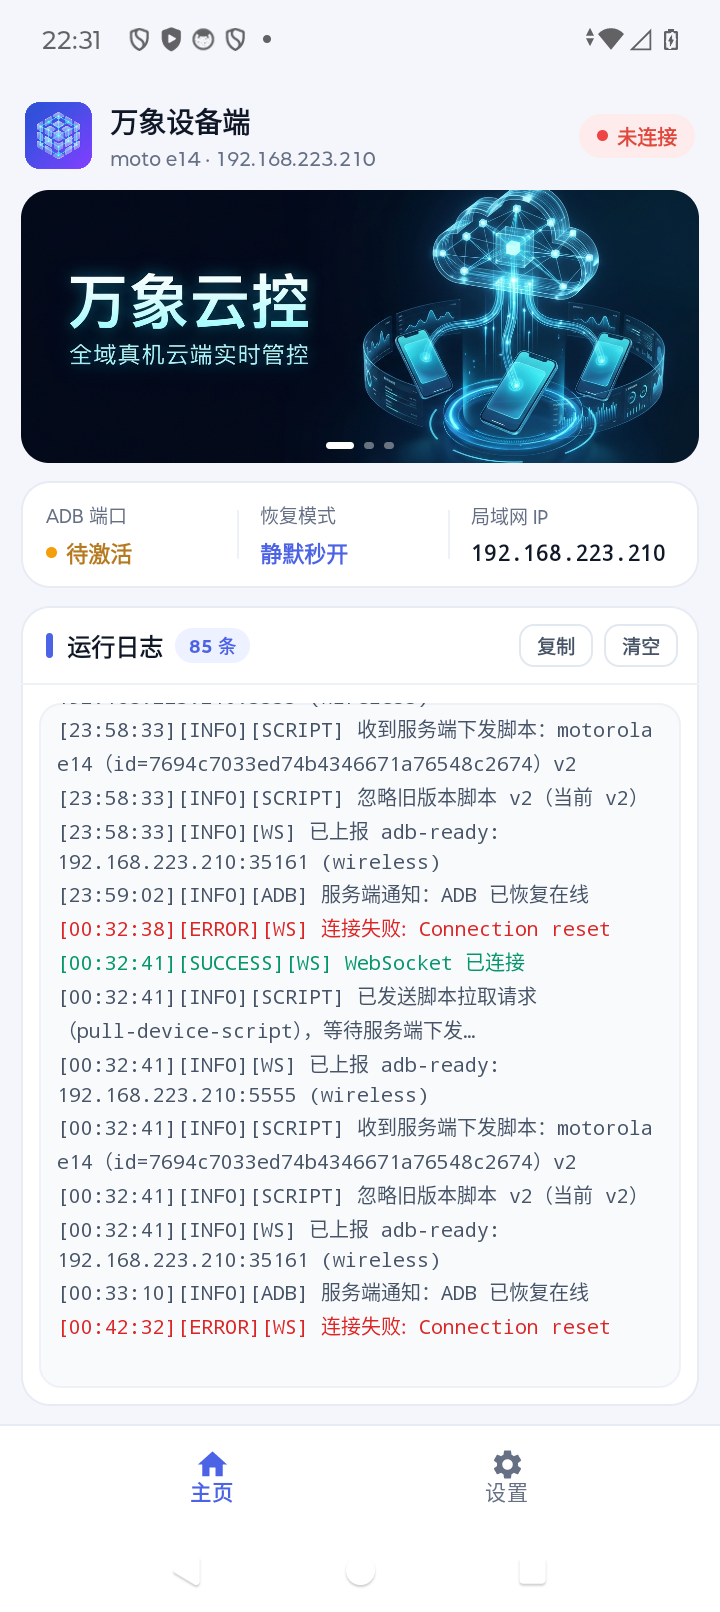 22:31
万象设备端
moto e14 · 192.168.223.210
未连接
万象云控
全域真机云端实时管控
ADB 端口
待激活
恢复模式
静默秒开
局域网 IP
192.168.223.210
运行日志
85 条
复制
清空
[23:58:33][INFO][SCRIPT] 收到服务端下发脚本: motorola
e14 (id=7694c7033ed74b4346671a76548c2674) v2
[23:58:33][INFO][SCRIPT] 忽略旧版本脚本 v2 (当前 v2)
[23:58:33][INFO][WS] 已上报 adb-ready:
192.168.223.210:35161 (wireless)
[23:59:02][INFO][ADB] 服务端通知: ADB 已恢复在线
[00:32:38][ERROR][WS] 连接失败: Connection reset
[00:32:41][SUCCESS][WS] WebSocket 已连接
[00:32:41][INFO][SCRIPT] 已发送脚本拉取请求
(pull-device-script), 等待服务端下发…
[00:32:41][INFO][WS] 已上报 adb-ready:
192.168.223.210:5555 (wireless)
[00:32:41][INFO][SCRIPT] 收到服务端下发脚本: motorola
e14 (id=7694c7033ed74b4346671a76548c2674) v2
[00:32:41][INFO][SCRIPT] 忽略旧版本脚本 v2 (当前 v2)
[00:32:41][INFO][WS] 已上报 adb-ready:
192.168.223.210:35161 (wireless)
[00:33:10][INFO][ADB] 服务端通知: ADB 已恢复在线
[00:42:32][ERROR][WS] 连接失败: Connection reset
主页
设置